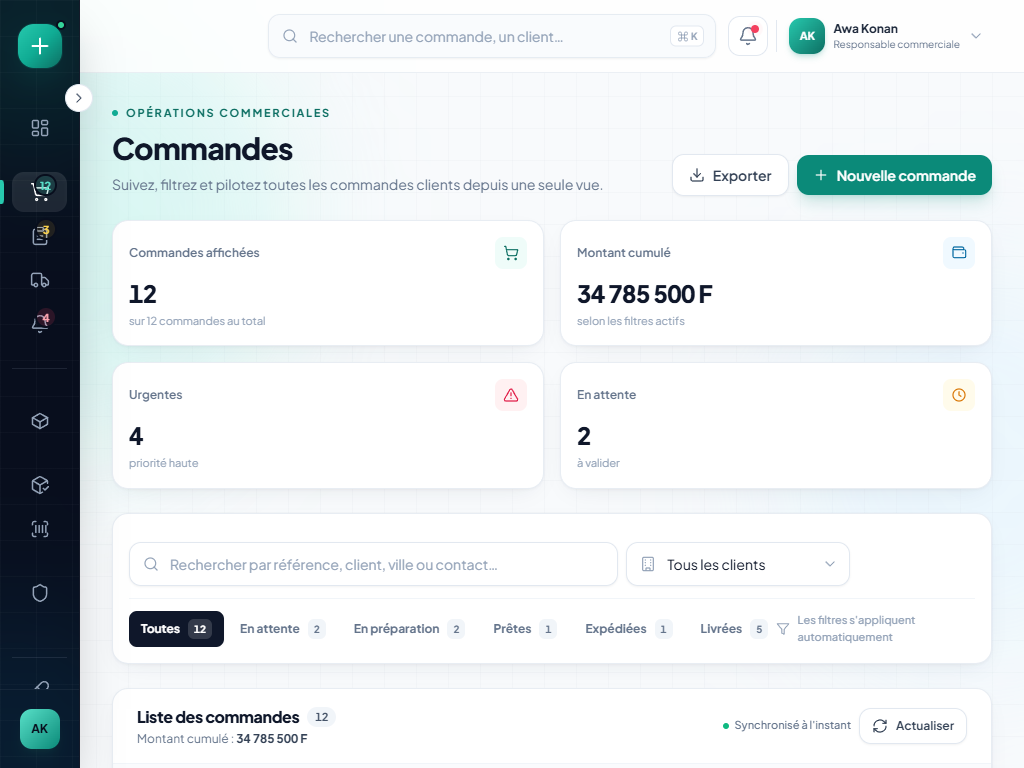 Rechercher une commande, un client...
⌘ K
AK
Awa Konan
Responsable commerciale
12
3
4
AK
OPÉRATIONS COMMERCIALES
Commandes
Suivez, filtrez et pilotez toutes les commandes clients depuis une seule vue.
Exporter
Nouvelle commande
Commandes affichées
12
sur 12 commandes au total
Montant cumulé
34 785 500 F
selon les filtres actifs
Urgentes
4
priorité haute
En attente
2
à valider
Rechercher par référence, client, ville ou contact...
Tous les clients
Toutes 12
En attente 2
En préparation 2
Prêtes 1
Expédiées 1
Livrées 5
Les filtres s'appliquent
automatiquement
Liste des commandes 12
Montant cumulé : 34 785 500 F
Synchronisé à l'instant
Actualiser